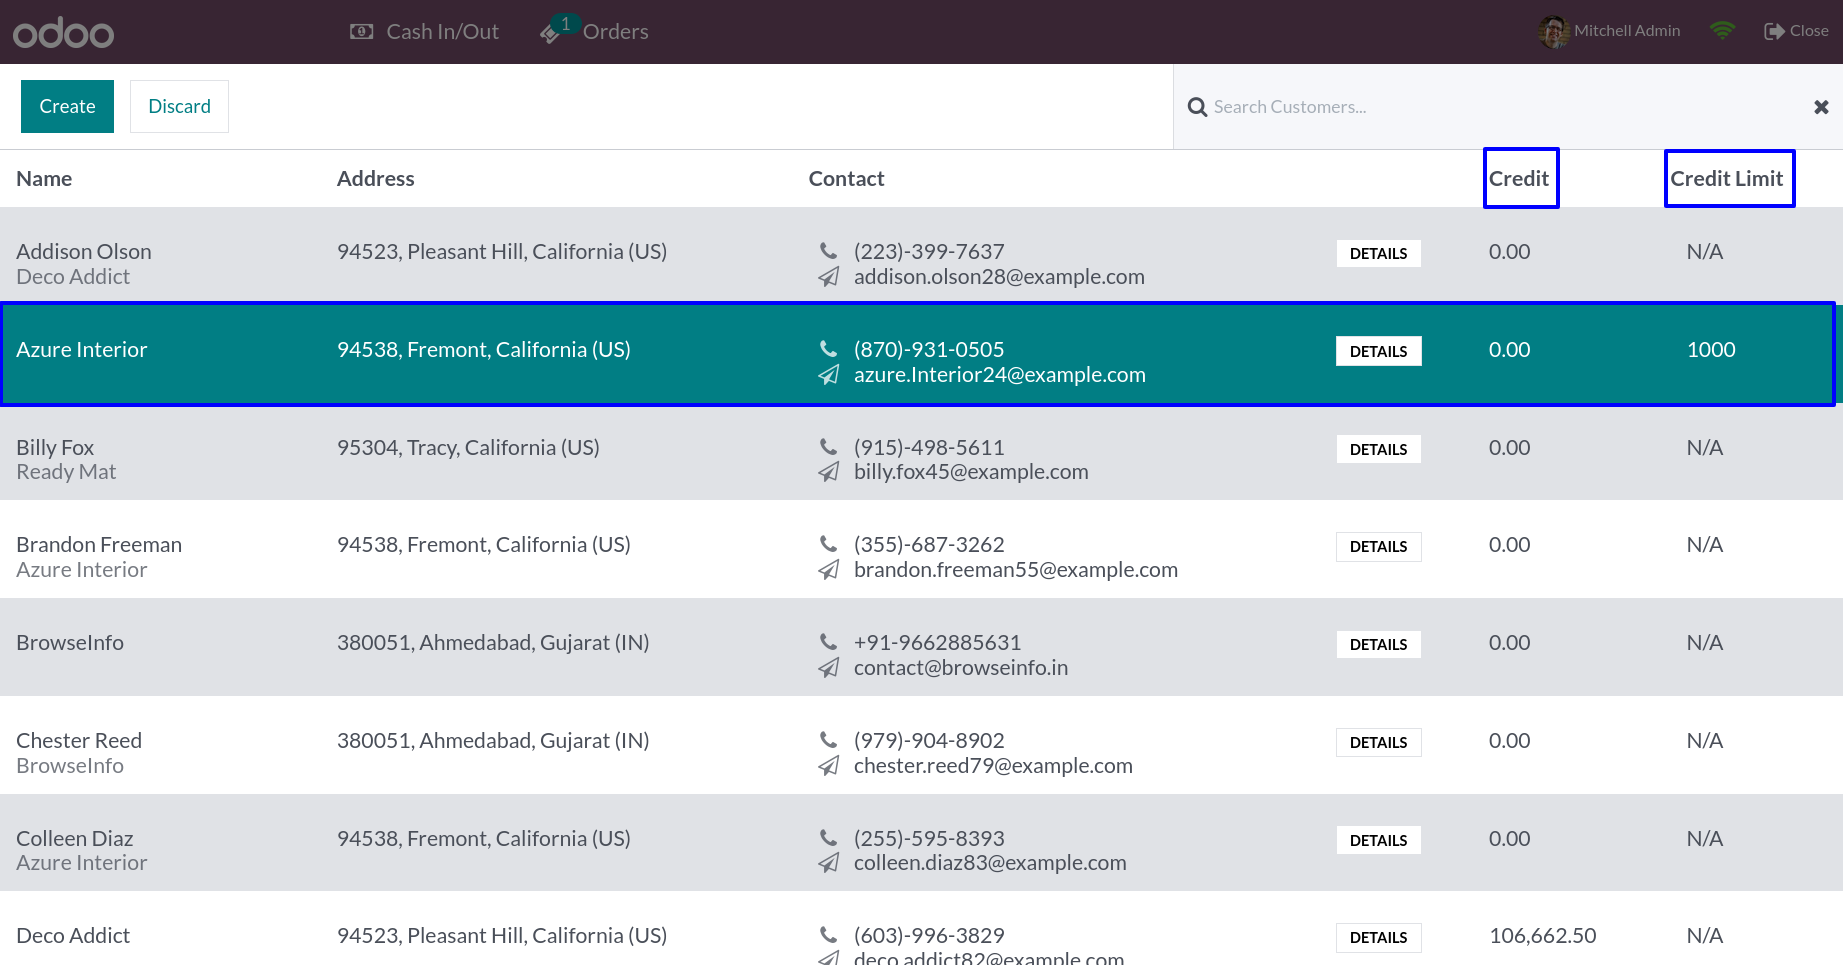 odoo Cash In/Out 1 Orders Mitchell Admin Close
Create Discard Search Customers...
Name Address Contact Credit Credit Limit
Addison Olson 94523, Pleasant Hill, California (US) (223)-399-7637 DETAILS 0.00 N/A
Deco Addict addison.olson28@example.com
Azure Interior 94538, Fremont, California (US) (870)-931-0505 DETAILS 0.00 1000
azure.Interior24@example.com
Billy Fox 95304, Tracy, California (US) (915)-498-5611 DETAILS 0.00 N/A
Ready Mat billy.fox45@example.com
Brandon Freeman 94538, Fremont, California (US) (355)-687-3262 DETAILS 0.00 N/A
Azure Interior brandon.freeman55@example.com
BrowseInfo 380051, Ahmedabad, Gujarat (IN) +91-9662885631 DETAILS 0.00 N/A
contact@browseinfo.in
Chester Reed 380051, Ahmedabad, Gujarat (IN) (979)-904-8902 DETAILS 0.00 N/A
BrowseInfo chester.reed79@example.com
Colleen Diaz 94538, Fremont, California (US) (255)-595-8393 DETAILS 0.00 N/A
Azure Interior colleen.diaz83@example.com
Deco Addict 94523, Pleasant Hill, California (US) (603)-996-3829 DETAILS 106,662.50 N/A
deco.addict82@example.com